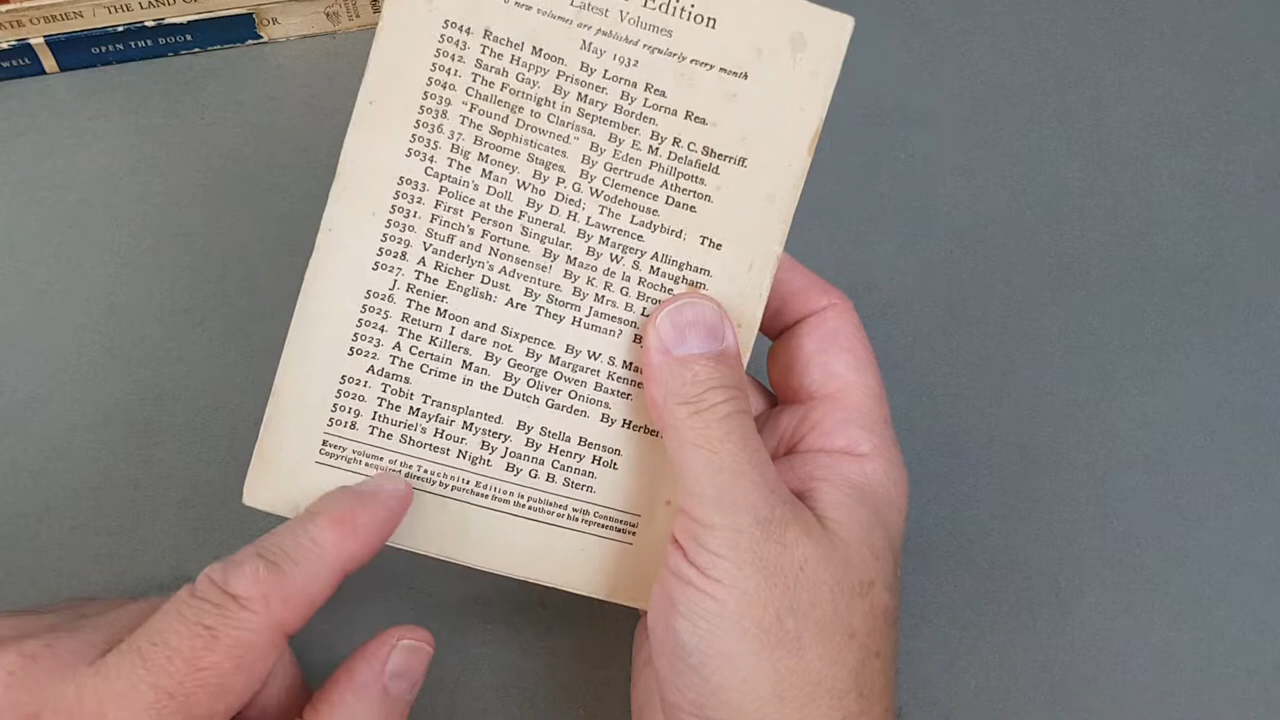 ATE O'BRIEN / THE LAND OF
OR
WELL OPEN THE DOOR
Edition
Latest Volumes
new volumes are published regularly every month
May 1932
5044. Rachel Moon. By Lorna Rea.
5043. The Happy Prisoner. By Lorna Rea.
5042. Sarah Gay. By Mary Borden.
5041. The Fortnight in September. By R. C. Sherriff.
5040. Challenge to Clarissa. By E. M. Delafield.
5039. "Found Drowned." By Eden Phillpotts.
5038. The Sophisticates. By Gertrude Atherton.
5036.37. Broome Stages. By Clemence Dane.
5035. Big Money. By P. G. Wodehouse.
5034. The Man Who Died; The Ladybird; The
Captain's Doll. By D. H. Lawrence.
5033. Police at the Funeral. By Margery Allingham.
5032. First Person Singular. By W. S. Maugham.
5031. Finch's Fortune. By Mazo de la Roche.
5030. Stuff and Nonsense! By K. R. G. Brow
5029. Vanderlyn's Adventure. By Mrs. B. L
5028. A Richer Dust. By Storm Jameson.
5027. The English: Are They Human? B
J. Renier.
5026. The Moon and Sixpence. By W. S. Mau
5025. Return I dare not. By Margaret Kenne
5024. The Killers. By George Owen Baxter.
5023. A Certain Man. By Oliver Onions.
5022. The Crime in the Dutch Garden. By Herber
Adams.
5021. Tobit Transplanted. By Stella Benson.
5020. The Mayfair Mystery. By Henry Holt.
5019. Ithuriel's Hour. By Joanna Cannan.
5018. The Shortest Night. By G. B. Stern.
Every volume of the Tauchnitz Edition is published with Continental
Copyright acquired directly by purchase from the author or his representative